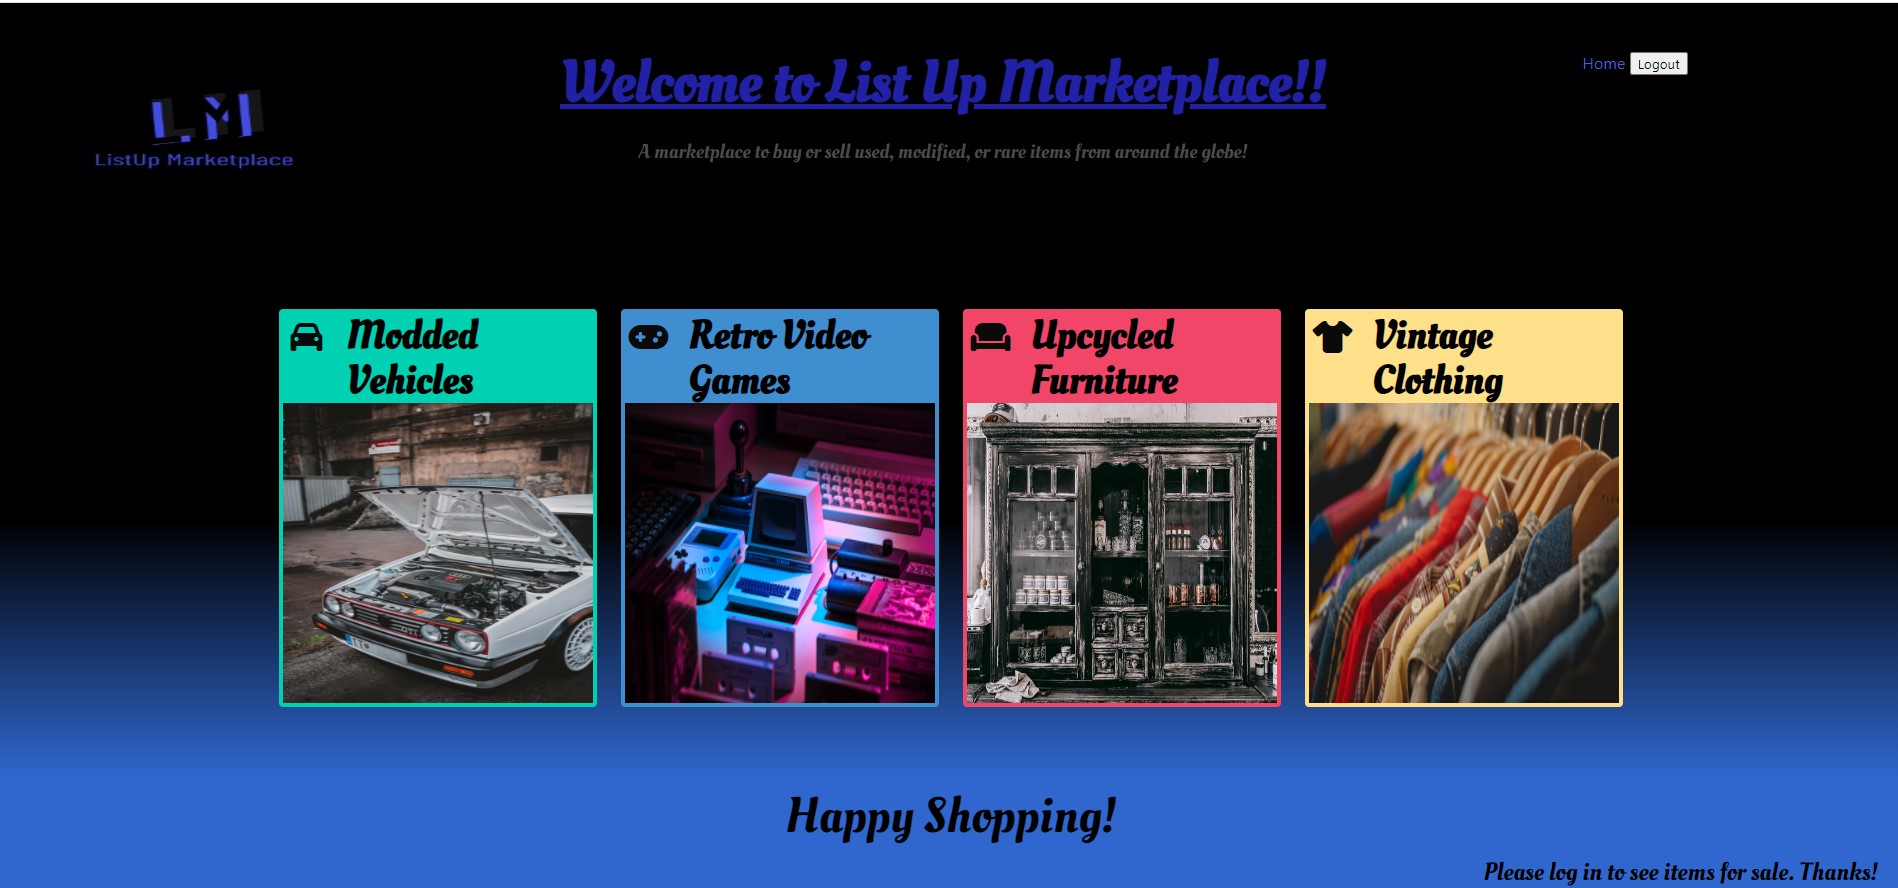 Welcome to List Up Marketplace!!
Home Logout
LM
ListUp Marketplace
A marketplace to buy or sell used, modified, or rare items from around the globe!
Modded
Vehicles
Retro Video
Games
Upcycled
Furniture
Vintage
Clothing
Happy Shopping!
Please log in to see items for sale. Thanks!